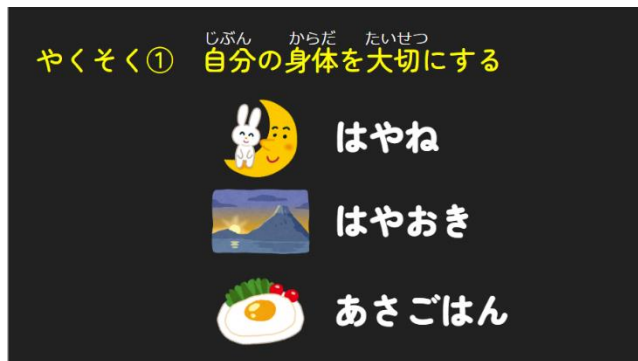 じぶん からだ たいせつ
やくそく① 自分の身体を大切にする
はやね
はやおき
あさごはん